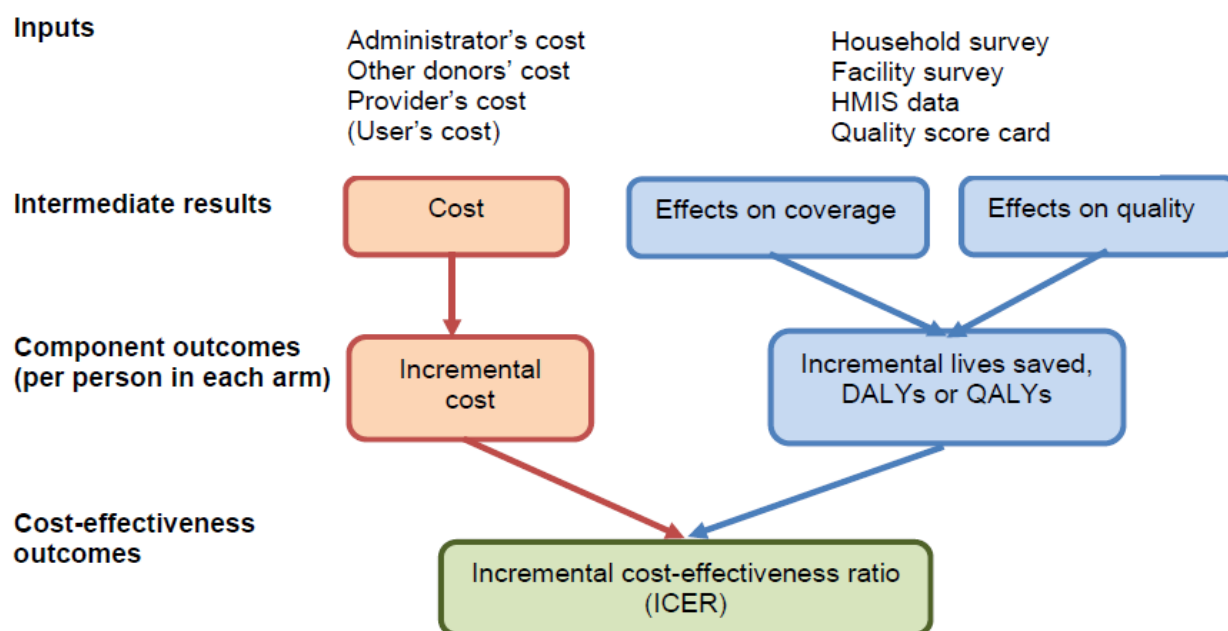 Inputs
Administrator's cost
Other donors' cost
Provider's cost
(User's cost)
Household survey
Facility survey
HMIS data
Quality score card
Intermediate results
Cost
Effects on coverage
Effects on quality
Component outcomes
(per person in each arm)
Incremental
cost
Incremental lives saved,
DALYs or QALYs
Cost-effectiveness
outcomes
Incremental cost-effectiveness ratio
(ICER)